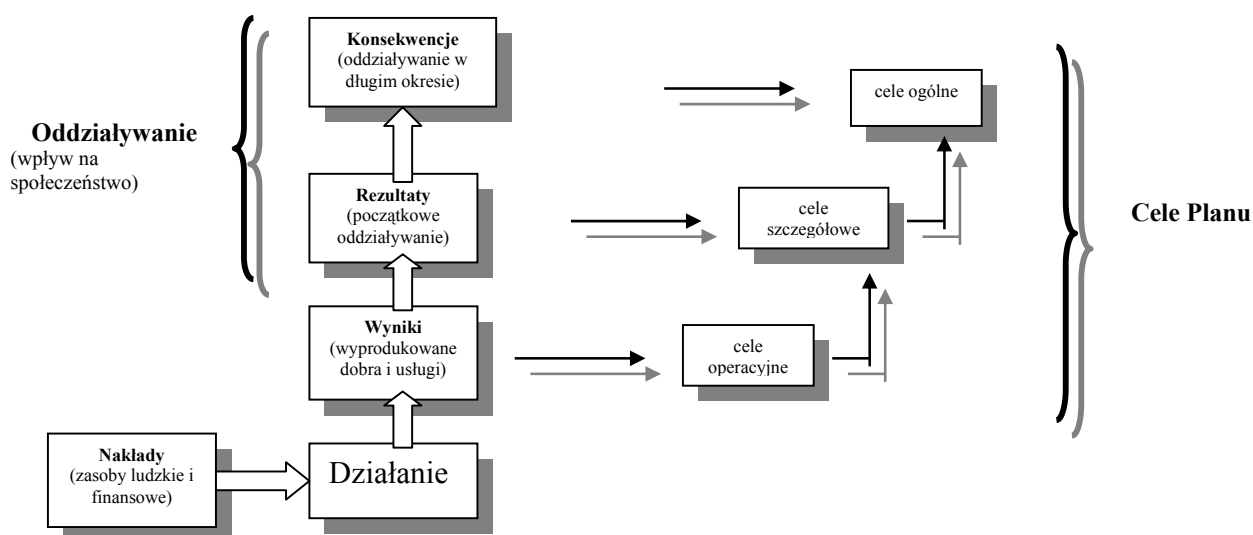 Konsekwencje
(oddziaływanie w
długim okresie)
cele ogólne
Oddziaływanie
(wpływ na
społeczeństwo)
Rezultaty
(początkowe
oddziaływanie)
cele
szczegółowe
Cele Planu
Wyniki
(wyprodukowane
dobra i usługi)
cele
operacyjne
Nakłady
(zasoby ludzkie i
finansowe)
Działanie